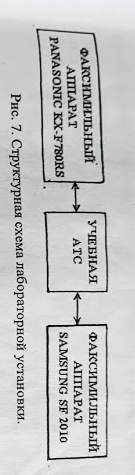 ФАКСИМИЛЬНЫЙ
АППАРАТ
PANASONIC KX-F780RS
УЧЕБНАЯ
АТС
ФАКСИМИЛЬНЫЙ
АППАРАТ
SAMSUNG SF 2010
Рис. 7. Структурная схема лабораторной установки.